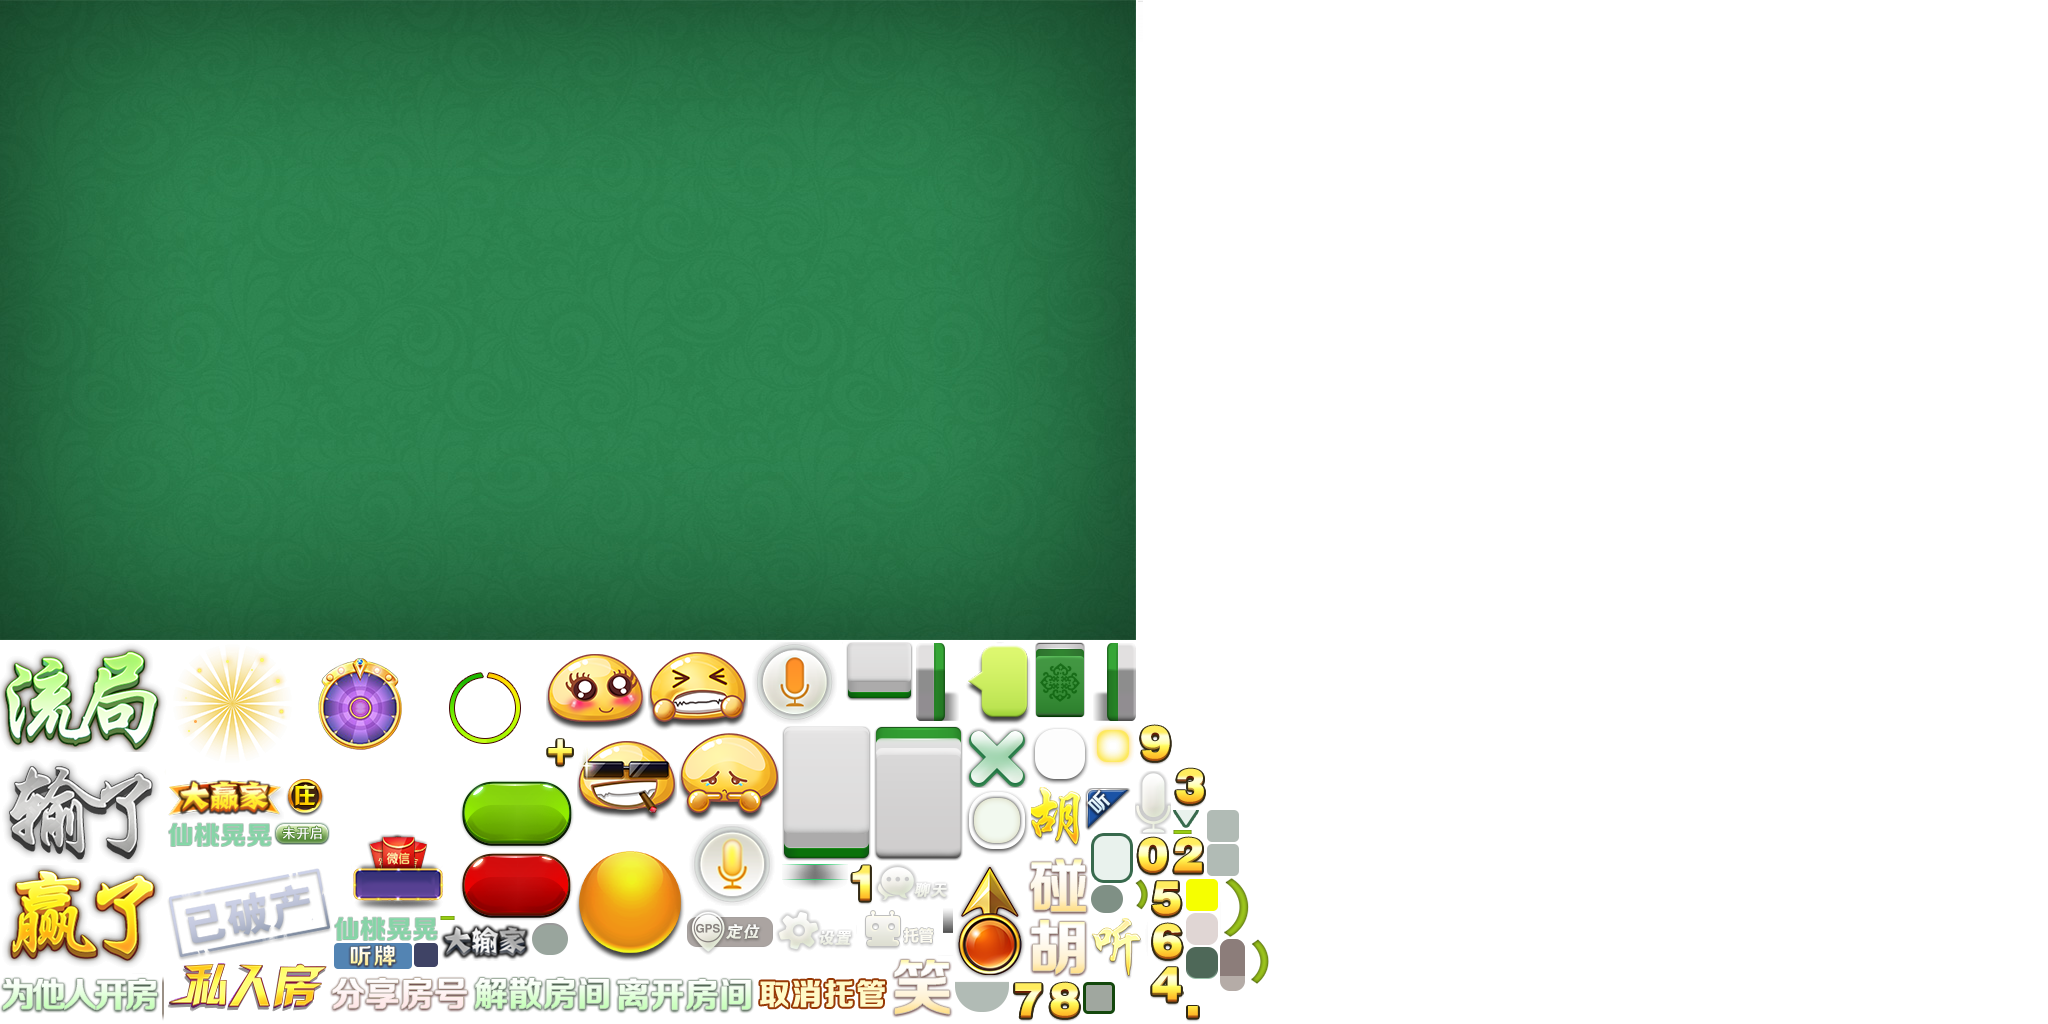 流局
输了
大赢家
庄
仙桃晃晃
未开启
赢了
已破产
微信
仙桃晃晃
听牌
大输家
GPS 定位
设置
托管
聊天
+
1
9
3
听
胡
0
2
碰
5
胡
听
6
4
为他人开房
私人房
分享房号
解散房间
离开房间
取消托管
笑
7
8
.